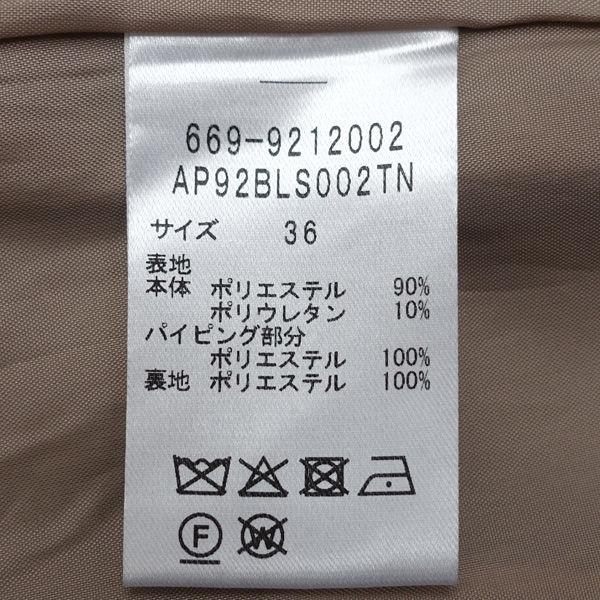 669-9212002
AP92BLS002TN
サイズ 36
表地
本体 ポリエステル 90%
ポリウレタン 10%
パイピング部分
ポリエステル 100%
裏地 ポリエステル 100%
F W